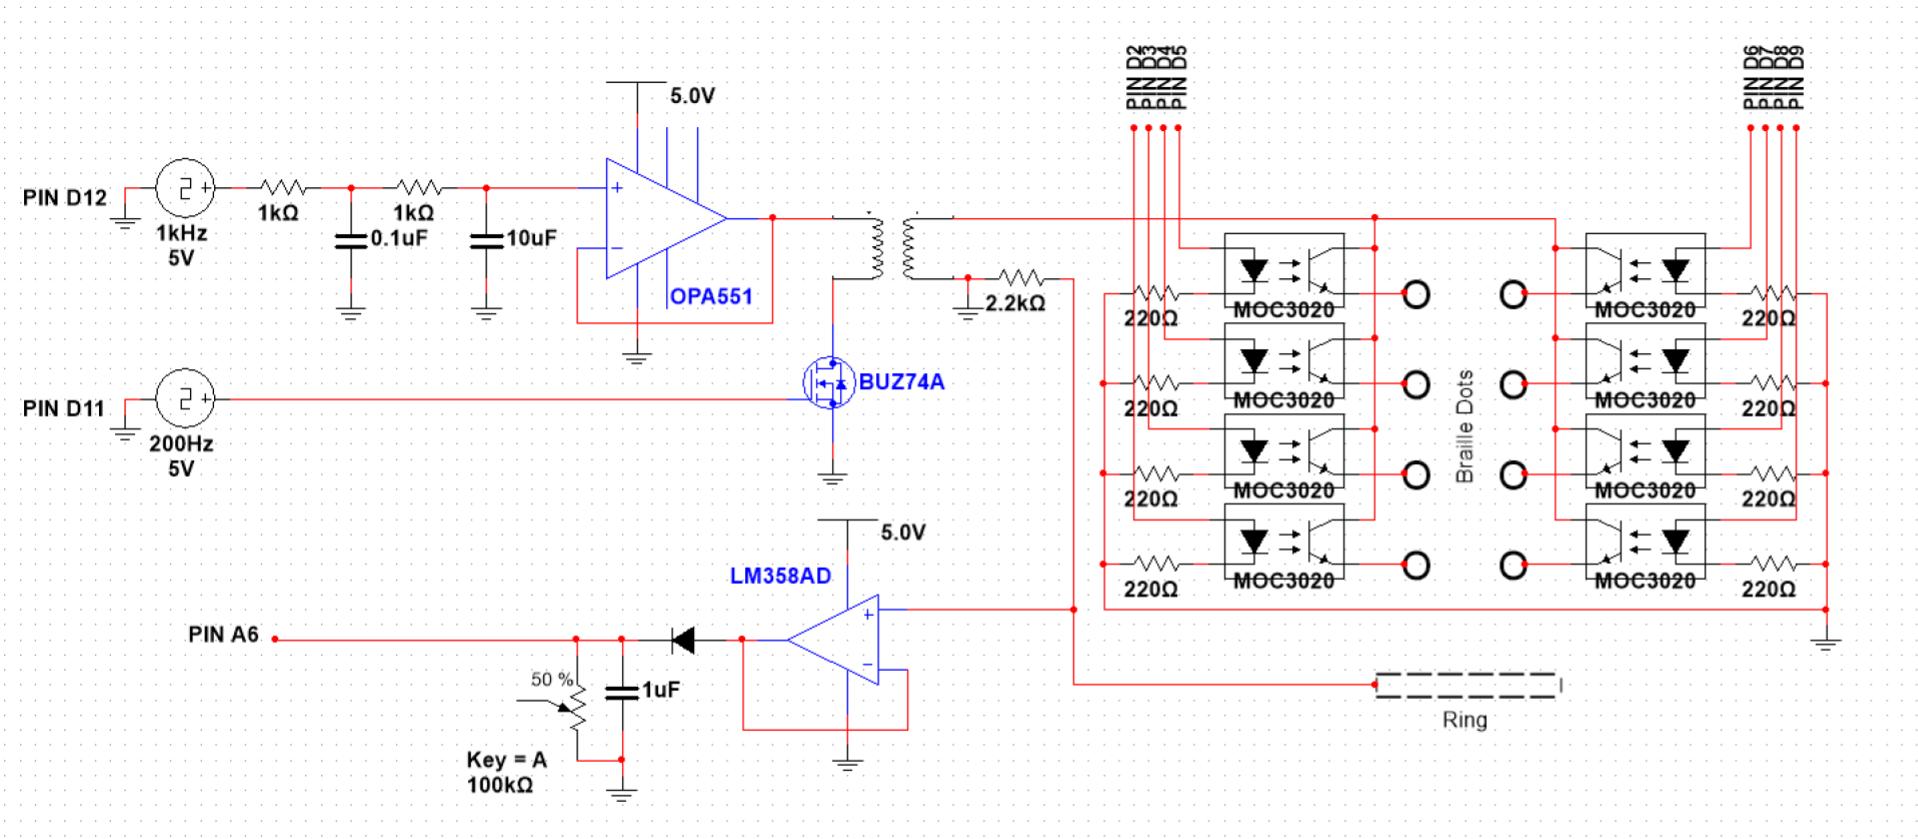 PIN D2
PIN D3
PIN D4
PIN D5
PIN D6
PIN D7
PIN D8
PIN D9
5.0V
PIN D12
1kHz
5V
1kΩ
0.1uF
1kΩ
10uF
+
−
OPA551
2.2kΩ
PIN D11
200Hz
5V
BUZ74A
220Ω
MOC3020
MOC3020
220Ω
220Ω
MOC3020
MOC3020
220Ω
220Ω
MOC3020
MOC3020
220Ω
220Ω
MOC3020
MOC3020
220Ω
Braille Dots
5.0V
LM358AD
+
−
PIN A6
50 %
1uF
Key = A
100kΩ
Ring